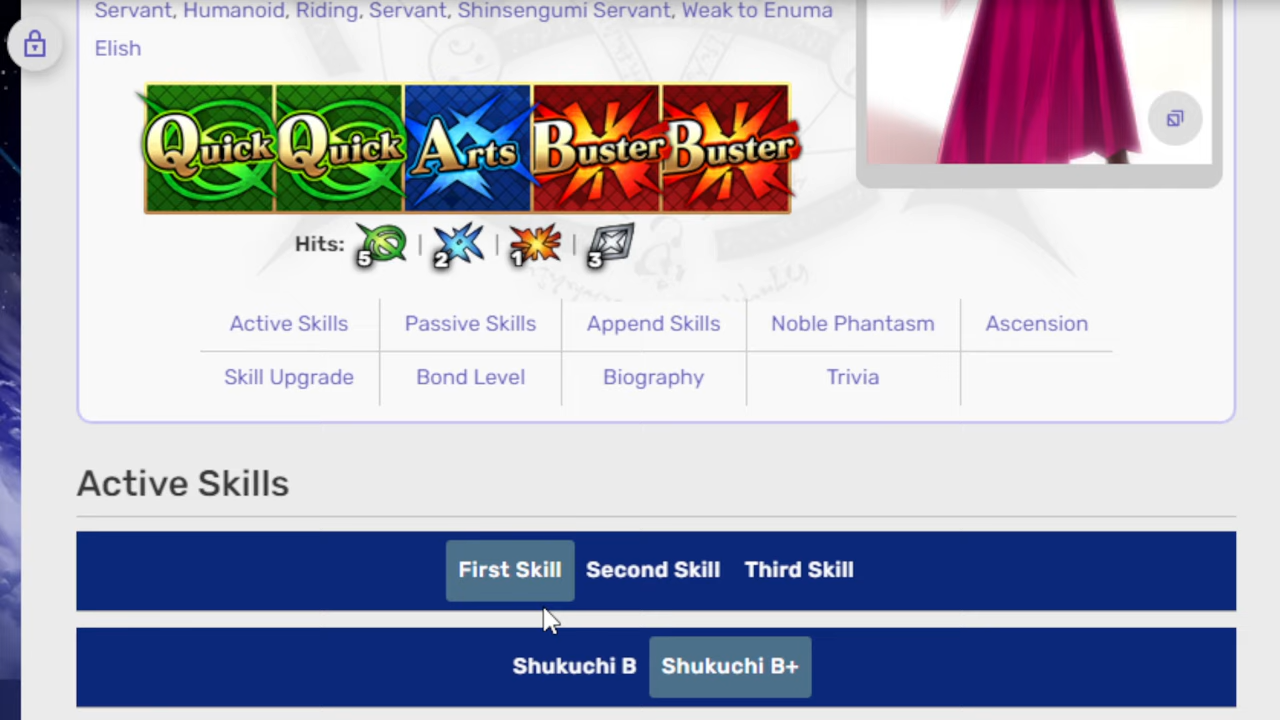 Servant, Humanoid, Riding, Servant, Shinsengumi Servant, Weak to Enuma
Elish
Quick Quick Arts Buster Buster
Hits: 5 | 2 | 1 | 3
Active Skills Passive Skills Append Skills Noble Phantasm Ascension
Skill Upgrade Bond Level Biography Trivia
Active Skills
First Skill Second Skill Third Skill
Shukuchi B Shukuchi B+